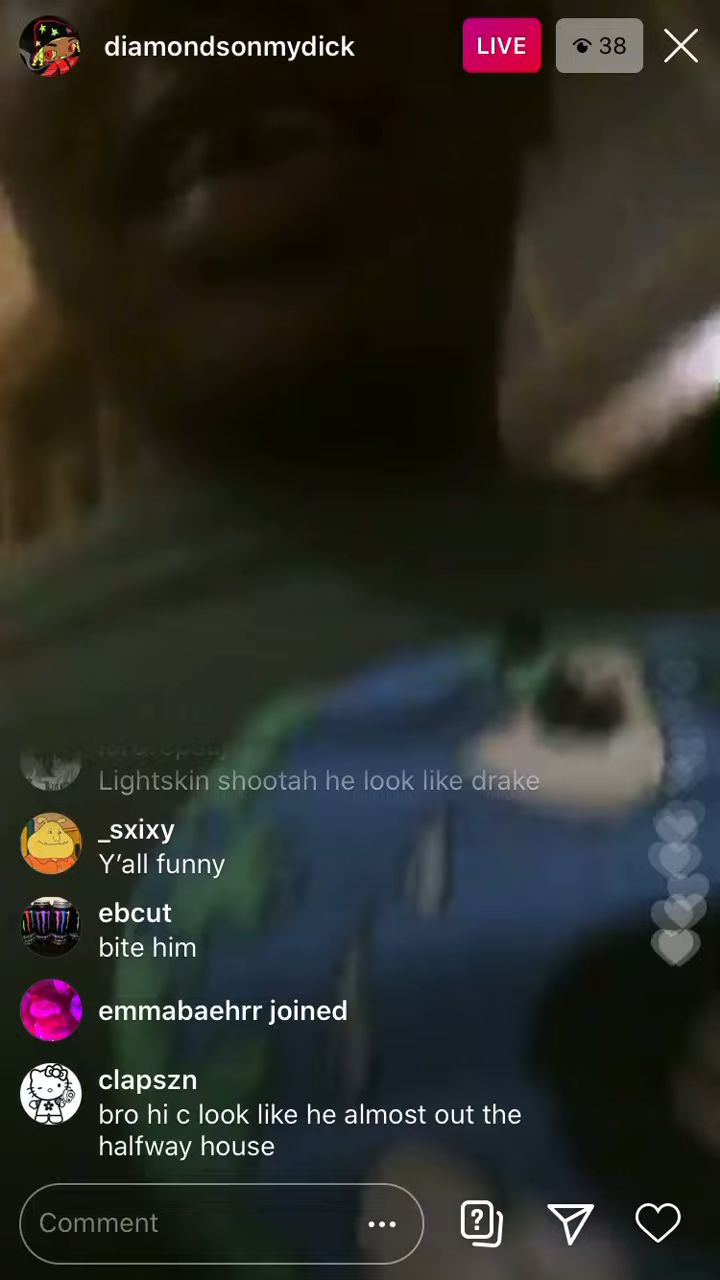 diamondsonmydick
LIVE
38
Lightskin shootah he look like drake
_sxixy
Y'all funny
ebcut
bite him
emmabaehrr joined
clapszn
bro hi c look like he almost out the
halfway house
Comment